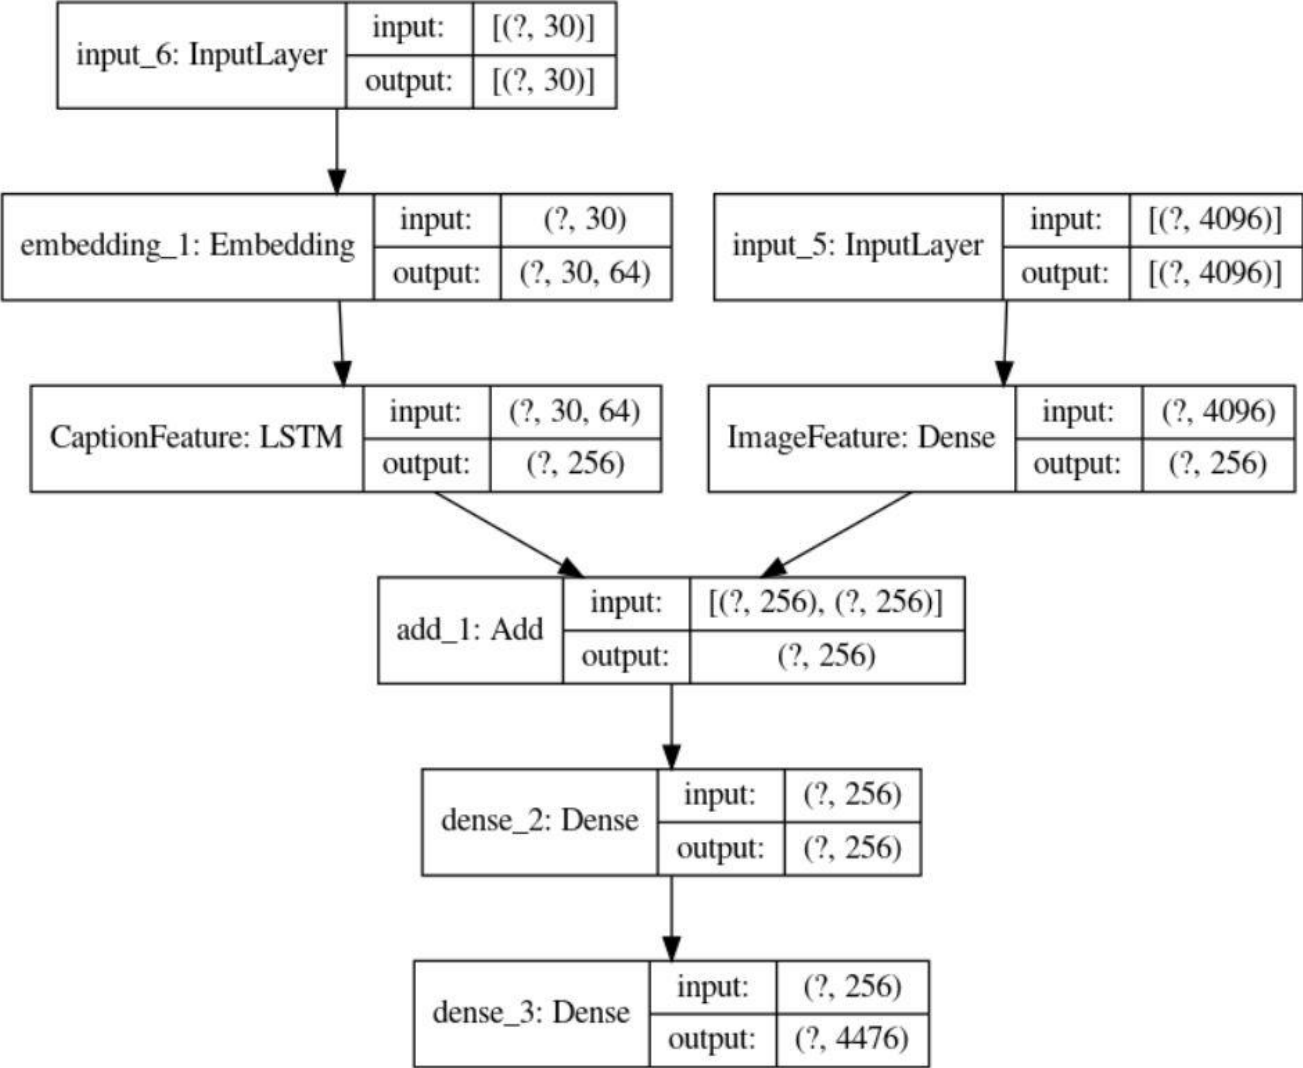 input_6: InputLayer
input: [(?, 30)]
output: [(?, 30)]
embedding_1: Embedding
input: (?, 30)
output: (?, 30, 64)
input_5: InputLayer
input: [(?, 4096)]
output: [(?, 4096)]
CaptionFeature: LSTM
input: (?, 30, 64)
output: (?, 256)
ImageFeature: Dense
input: (?, 4096)
output: (?, 256)
add_1: Add
input: [(?, 256), (?, 256)]
output: (?, 256)
dense_2: Dense
input: (?, 256)
output: (?, 256)
dense_3: Dense
input: (?, 256)
output: (?, 4476)